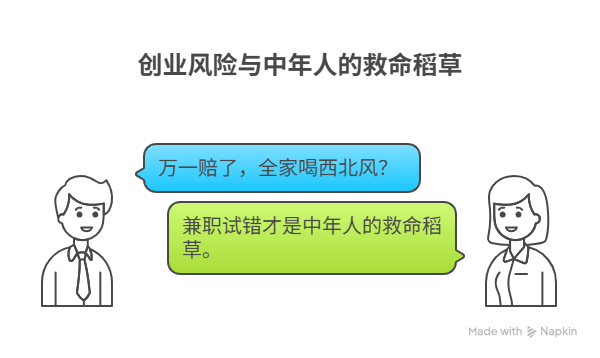 创业风险与中年人的救命稻草
万一赔了，全家喝西北风？
兼职试错才是中年人的救命稻
草。
Made with Napkin